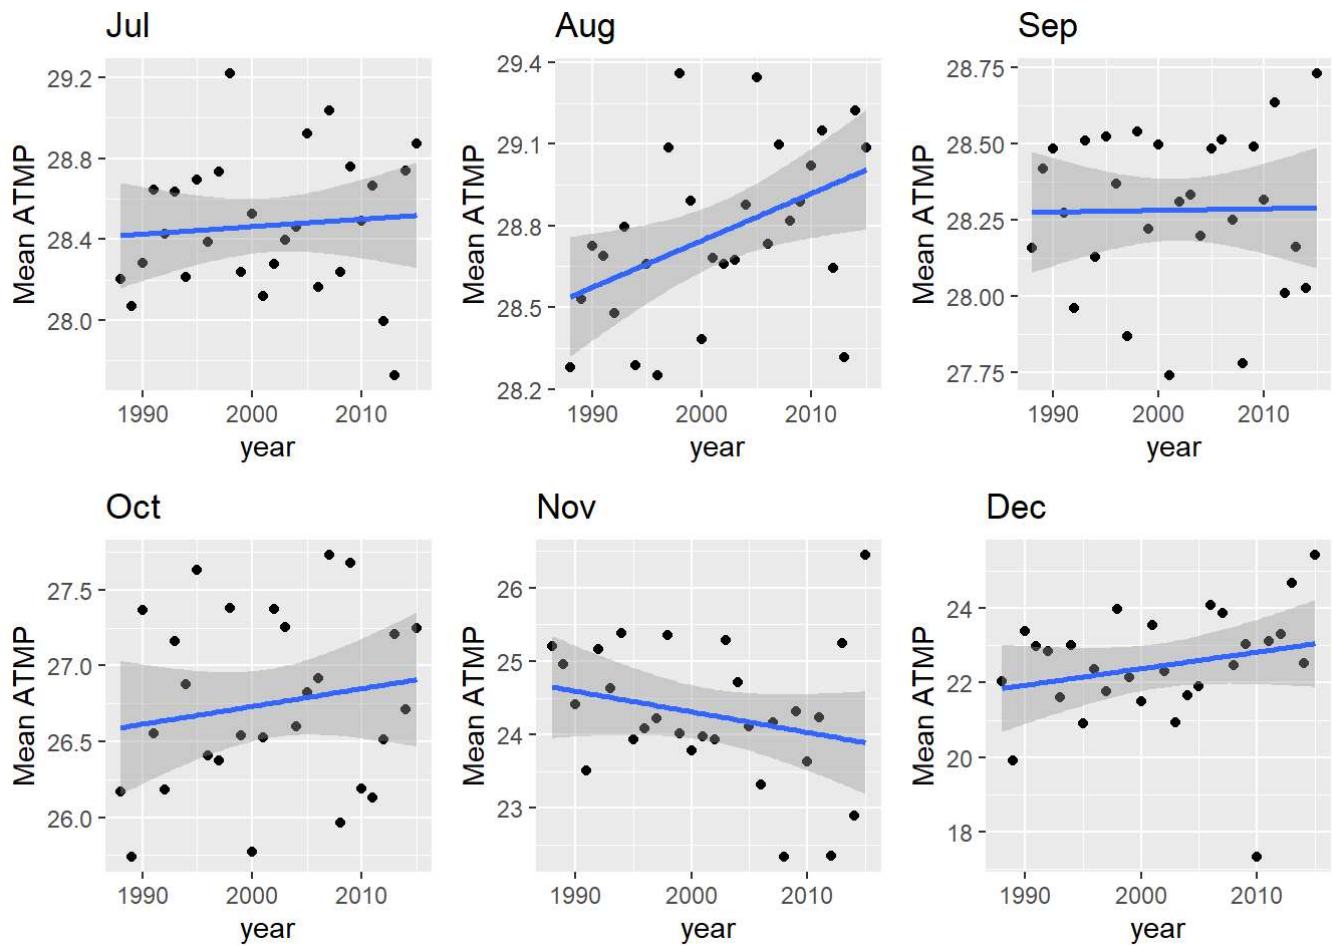 Jul
Mean ATMP
29.2
28.8
28.4
28.0
1990 2000 2010
year
Aug
Mean ATMP
29.4
29.1
28.8
28.5
28.2
1990 2000 2010
year
Sep
Mean ATMP
28.75
28.50
28.25
28.00
27.75
1990 2000 2010
year
Oct
Mean ATMP
27.5
27.0
26.5
26.0
1990 2000 2010
year
Nov
Mean ATMP
26
25
24
23
1990 2000 2010
year
Dec
Mean ATMP
24
22
20
18
1990 2000 2010
year